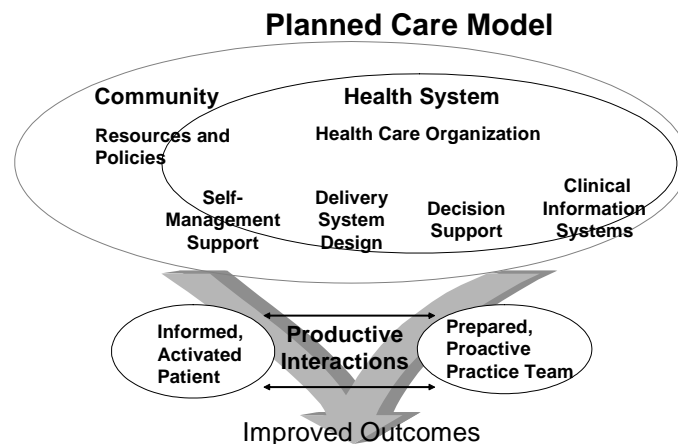 Planned Care Model
Community
Health System
Resources and
Policies
Health Care Organization
Self-
Management
Support
Delivery
System
Design
Decision
Support
Clinical
Information
Systems
Informed,
Activated
Patient
Productive
Interactions
Prepared,
Proactive
Practice Team
Improved Outcomes